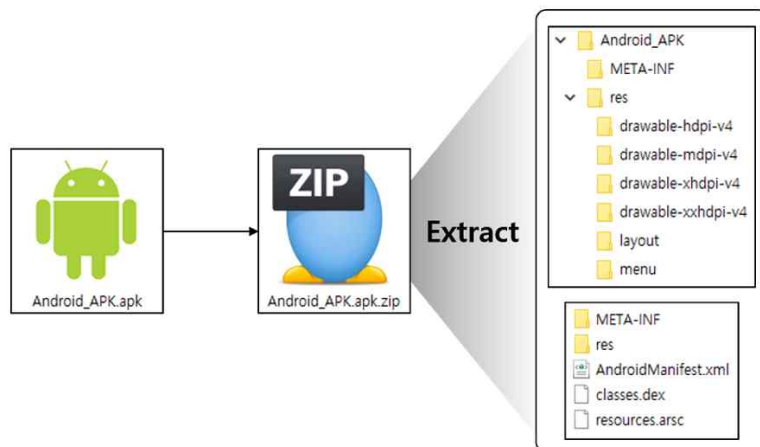 Android_APK.apk
ZIP
Android_APK.apk.zip
Extract
Android_APK
META-INF
res
drawable-hdpi-v4
drawable-mdpi-v4
drawable-xhdpi-v4
drawable-xxhdpi-v4
layout
menu
META-INF
res
AndroidManifest.xml
classes.dex
resources.arsc